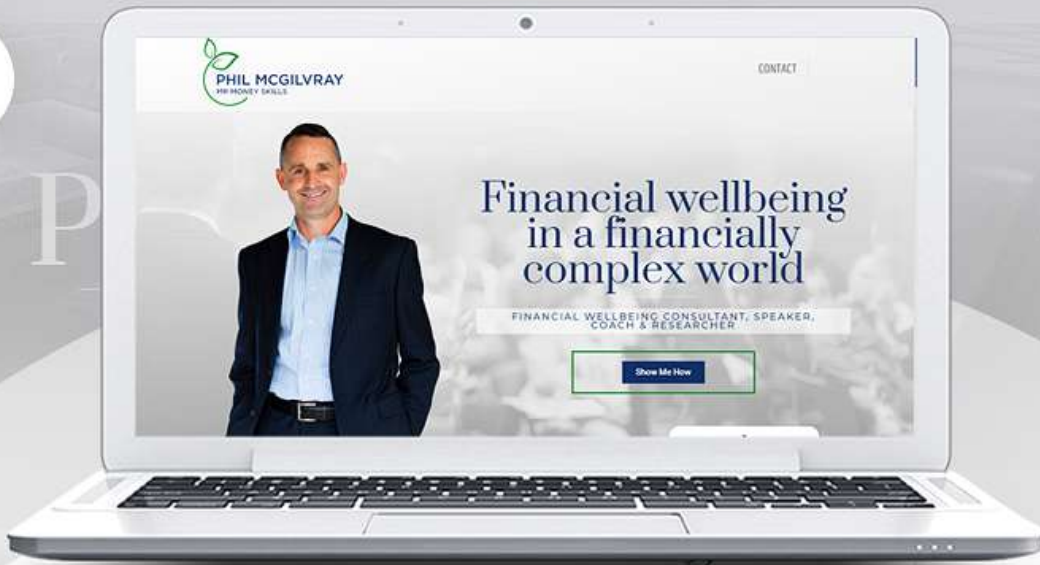 PHIL MCGILVRAY
MR MONEY SKILLS
CONTACT
P
Financial wellbeing
in a financially
complex world
FINANCIAL WELLBEING CONSULTANT, SPEAKER,
COACH & RESEARCHER
Show Me How